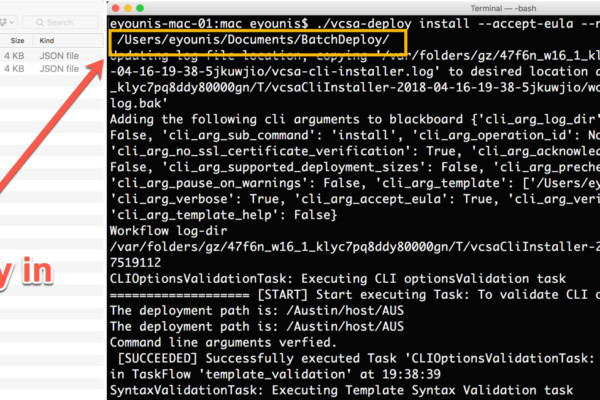 Search
Size
Kind
4 KB JSON file
4 KB JSON file
y in
Terminal — -bash
eyounis-mac-01:mac eyounis$ ./vcsa-deploy install --accept-eula
/Users/eyounis/Documents/BatchDeploy/
Updating log file location, copying '/var/folders/gz/47f6n_w16_1_kl
-04-16-19-38-5jkuwjio/vcsa-cli-installer.log' to desired location a
_klyc7pq8ddy80000gn/T/vcsaCliInstaller-2018-04-16-19-38-5jkuwjio/wo
log.bak'
Adding the following cli arguments to blackboard {'cli_arg_log_dir'
False, 'cli_arg_sub_command': 'install', 'cli_arg_operation_id': No
'cli_arg_no_ssl_certificate_verification': True, 'cli_arg_acknowled
False, 'cli_arg_supported_deployment_sizes': False, 'cli_arg_preche
'cli_arg_pause_on_warnings': False, 'cli_arg_template': ['/Users/ey
'cli_arg_verbose': True, 'cli_arg_accept_eula': True, 'cli_arg_veri
'cli_arg_template_help': False}
Workflow log-dir
/var/folders/gz/47f6n_w16_1_klyc7pq8ddy80000gn/T/vcsaCliInstaller-2
7519112
CLIOptionsValidationTask: Executing CLI optionsValidation task
=================== [START] Start executing Task: To validate CLI o
The deployment path is: /Austin/host/AUS
The deployment path is: /Austin/host/AUS
Command line arguments verfied.
[SUCCEEDED] Successfully executed Task 'CLIOptionsValidationTask:
in TaskFlow 'template_validation' at 19:38:39
SyntaxValidationTask: Executing Template Syntax Validation task